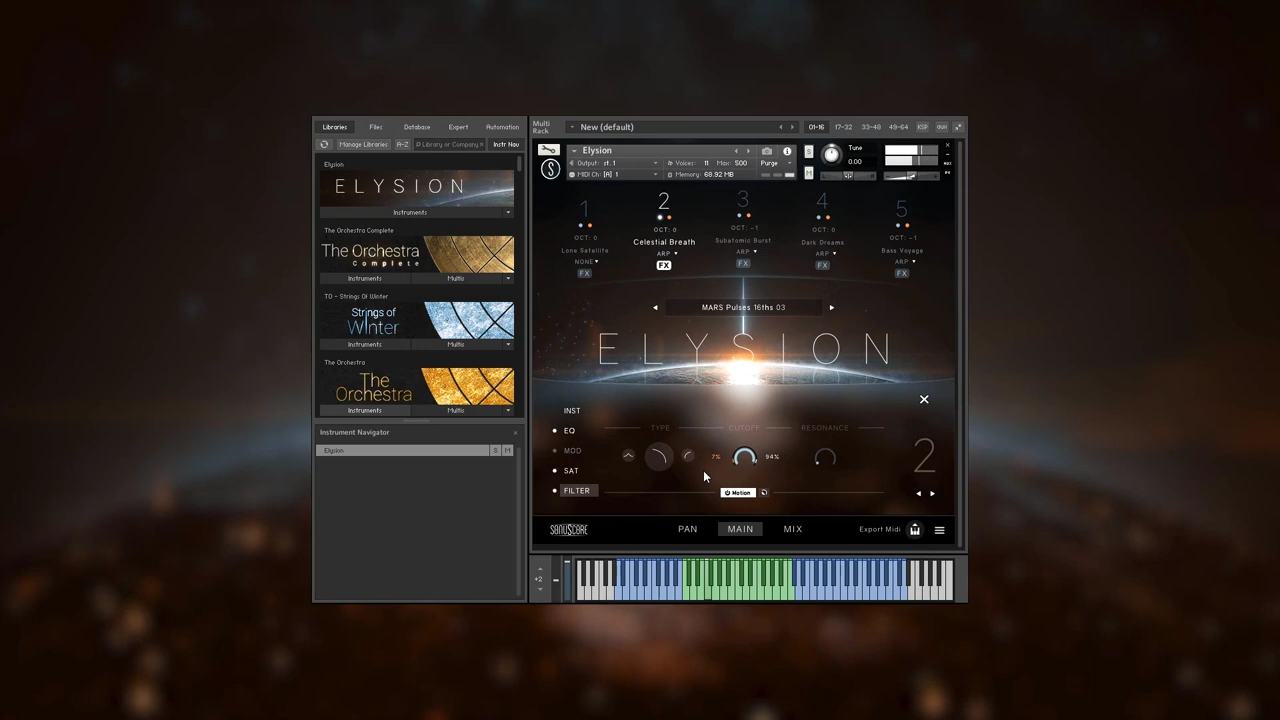 Libraries Files Database Expert Automation
Manage Libraries A-Z Library or Company Instr Nav
Elysion
ELYSION
Instruments
The Orchestra Complete
The Orchestra
Complete
Instruments Multis
TO - Strings Of Winter
Strings of
Winter
Instruments Multis
The Orchestra
The
Orchestra
Instruments Multis
Instrument Navigator
Elysion S M
Multi
Rack
New (default) 01-16 17-32 33-48 49-64 KSP aux
Elysion
Output: st. 1 Voices: 11 Max: 500 Purge
MIDI Ch: [A] 1 Memory: 68.92 MB
S
M
Tune
0.00
1 2 3 4 5
OCT: 0 OCT: 0 OCT: -1 OCT: 0 OCT: -1
Lone Satellite Celestial Breath Subatomic Burst Dark Dreams Bass Voyage
NONE ARP ARP ARP ARP
FX FX FX FX FX
MARS Pulses 16ths 03
ELYSION
INST
EQ
MOD
SAT
FILTER
TYPE CUTOFF RESONANCE
7% 94%
Motion
2
SONUSCORE PAN MAIN MIX Export Midi
+2